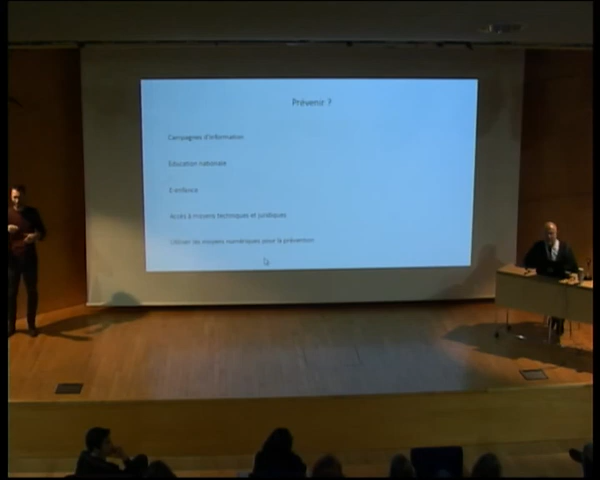 Prévenir ?
Campagnes d'information
Education nationale
E-enfance
Accès à moyens techniques et juridiques
Utiliser les moyens numériques pour la prévention